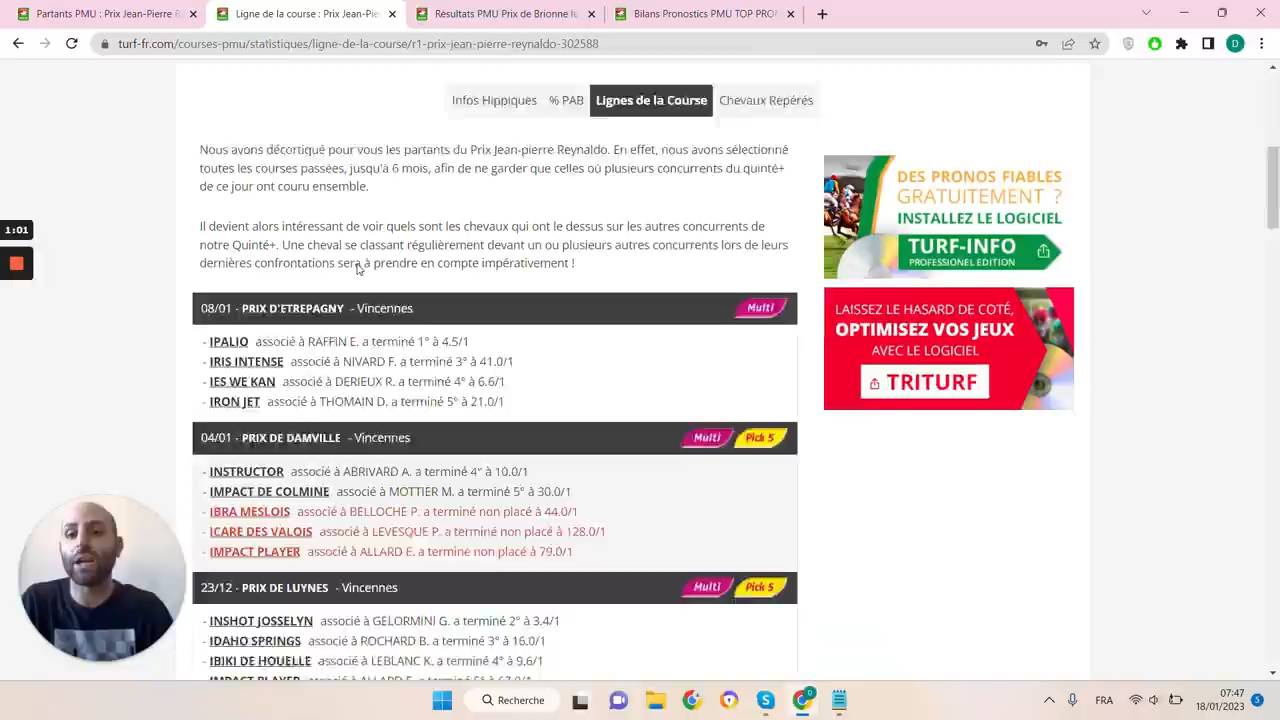 Partants PMU : Prix Jean-Pierre R
Ligne de la course : Prix Jean-Pie
Résultats PMU de Brionne le
Bilans Pronostics PMU TOP PRO
turf-fr.com/courses-pmu/statistiques/ligne-de-la-course/r1-prix-jean-pierre-reynaldo-302588
D
Infos Hippiques % PAB Lignes de la Course Chevaux Repérés
Nous avons décortiqué pour vous les partants du Prix Jean-pierre Reynaldo. En effet, nous avons sélectionné
toutes les courses passées, jusqu'à 6 mois, afin de ne garder que celles où plusieurs concurrents du quinté+
de ce jour ont couru ensemble.
Il devient alors intéressant de voir quels sont les chevaux qui ont le dessus sur les autres concurrents de
notre Quinté+. Une cheval se classant régulièrement devant un ou plusieurs autres concurrents lors de leurs
dernières confrontations sera à prendre en compte impérativement !
1:01
DES PRONOS FIABLES
GRATUITEMENT ?
INSTALLEZ LE LOGICIEL
TURF-INFO
PROFESSIONEL EDITION
LAISSEZ LE HASARD DE COTÉ,
OPTIMISEZ VOS JEUX
AVEC LE LOGICIEL
TRITURF
08/01 - PRIX D'ETREPAGNY - Vincennes Multi
- IPALIO associé à RAFFIN E. a terminé 1° à 4.5/1
- IRIS INTENSE associé à NIVARD F. a terminé 3° à 41.0/1
- IES WE KAN associé à DERIEUX R. a terminé 4° à 6.6/1
- IRON JET associé à THOMAIN D. a terminé 5° à 21.0/1
04/01 - PRIX DE DAMVILLE - Vincennes Multi Pick 5
- INSTRUCTOR associé à ABRIVARD A. a terminé 4° à 10.0/1
- IMPACT DE COLMINE associé à MOTTIER M. a terminé 5° à 30.0/1
- IBRA MESLOIS associé à BELLOCHE P. a terminé non placé à 44.0/1
- ICARE DES VALOIS associé à LEVESQUE P. a terminé non placé à 128.0/1
- IMPACT PLAYER associé à ALLARD E. a terminé non placé à 79.0/1
23/12 - PRIX DE LUYNES - Vincennes Multi Pick 5
- INSHOT JOSSELYN associé à GELORMINI G. a terminé 2° à 3.4/1
- IDAHO SPRINGS associé à ROCHARD B. a terminé 3° à 16.0/1
- IBIKI DE HOUELLE associé à LEBLANC K. a terminé 4° à 9.6/1
Recherche
FRA
07:47
18/01/2023